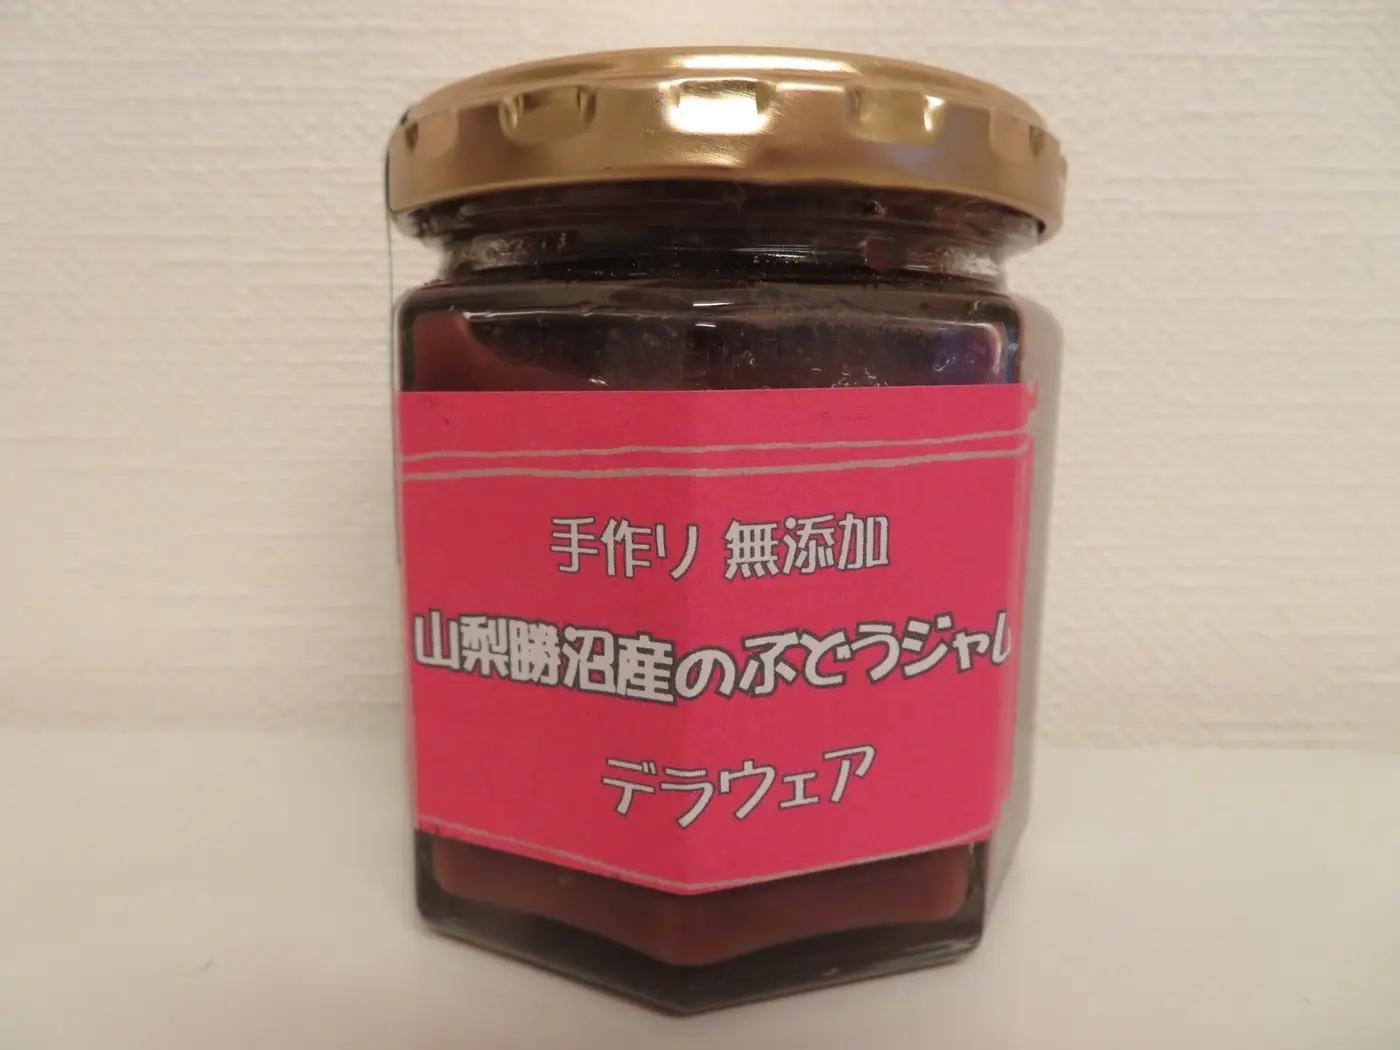 手作り 無添加
山梨勝沼産のぶどうジャム
デラウェア